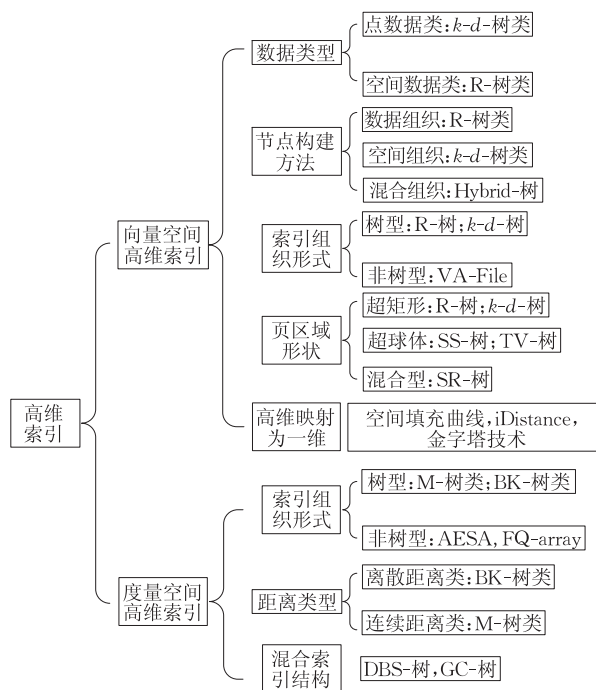 点数据类:k-d-树类
数据类型
空间数据类:R-树类
数据组织:R-树类
节点构建
方法
空间组织:k-d-树类
混合组织:Hybrid-树
向量空间
高维索引
树型:R-树;k-d-树
索引组
织形式
非树型:VA-File
超矩形:R-树;k-d-树
页区域
形状
超球体:SS-树;TV-树
混合型:SR-树
高维
索引
高维映射
为一维
空间填充曲线,iDistance,
金字塔技术
树型:M-树类;BK-树类
索引组
织形式
非树型:AESA,FQ-array
度量空间
高维索引
离散距离类:BK-树类
距离类型
连续距离类:M-树类
混合索
引结构
DBS-树,GC-树